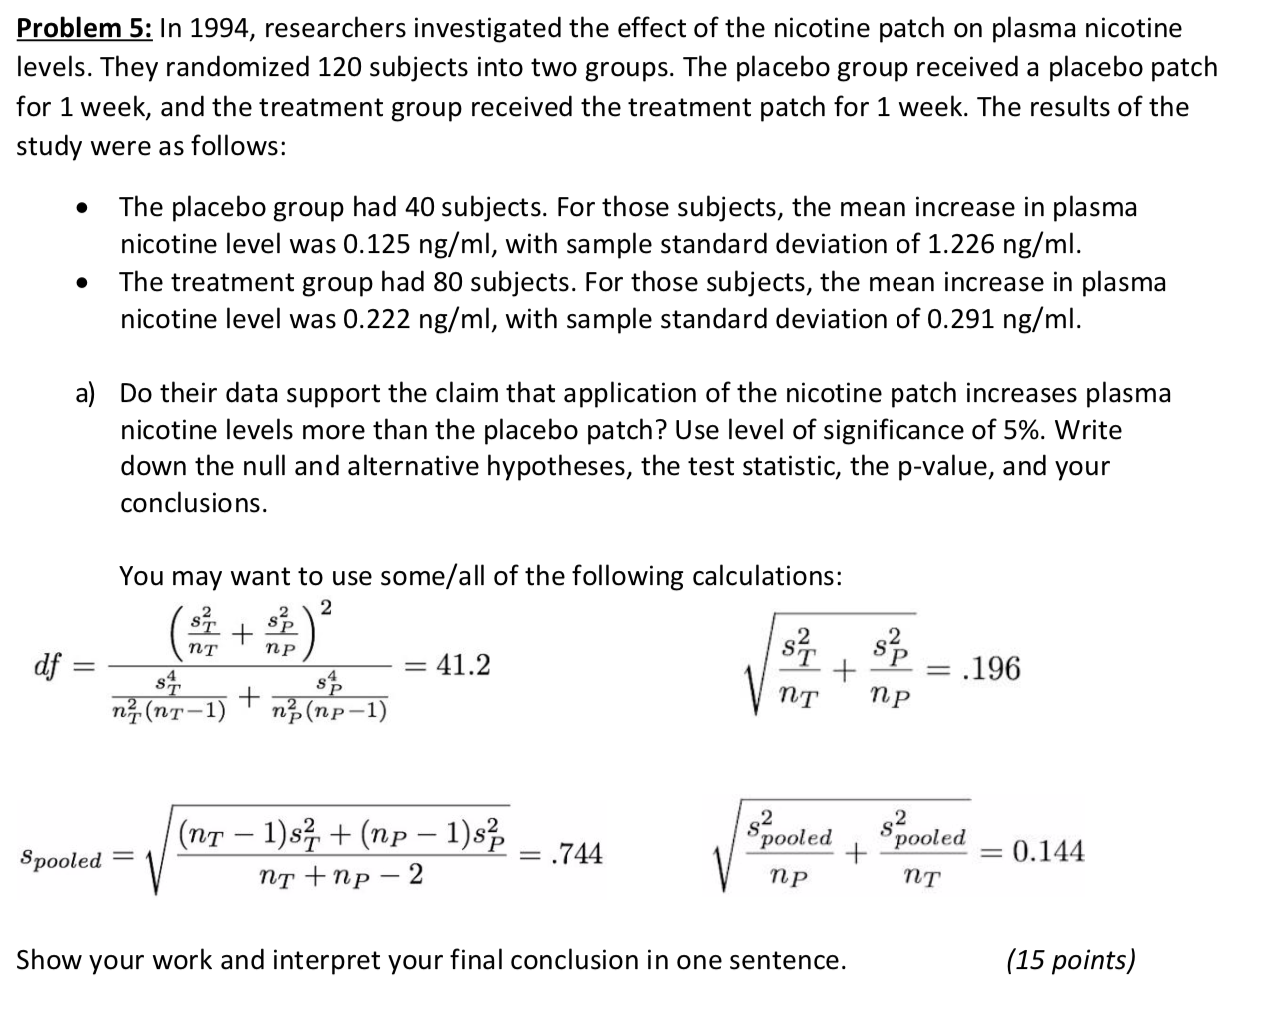 Problem 5: In 1994, researchers investigated the effect of the nicotine patch on plasma nicotine
levels. They randomized 120 subjects into two groups. The placebo group received a placebo patch
for 1 week, and the treatment group received the treatment patch for 1 week. The results of the
study were as follows:
• The placebo group had 40 subjects. For those subjects, the mean increase in plasma
nicotine level was 0.125 ng/ml, with sample standard deviation of 1.226 ng/ml.
• The treatment group had 80 subjects. For those subjects, the mean increase in plasma
nicotine level was 0.222 ng/ml, with sample standard deviation of 0.291 ng/ml.
a) Do their data support the claim that application of the nicotine patch increases plasma
nicotine levels more than the placebo patch? Use level of significance of 5%. Write
down the null and alternative hypotheses, the test statistic, the p-value, and your
conclusions.
You may want to use some/all of the following calculations:
df = \frac{\left(\frac{s_T^2}{n_T} + \frac{s_P^2}{n_P}\right)^2}{\frac{s_T^4}{n_T^2(n_T-1)} + \frac{s_P^4}{n_P^2(n_P-1)}} = 41.2
\sqrt{\frac{s_T^2}{n_T} + \frac{s_P^2}{n_P}} = .196
s_{pooled} = \sqrt{\frac{(n_T - 1)s_T^2 + (n_P - 1)s_P^2}{n_T + n_P - 2}} = .744
\sqrt{\frac{s_{pooled}^2}{n_P} + \frac{s_{pooled}^2}{n_T}} = 0.144
Show your work and interpret your final conclusion in one sentence. (15 points)